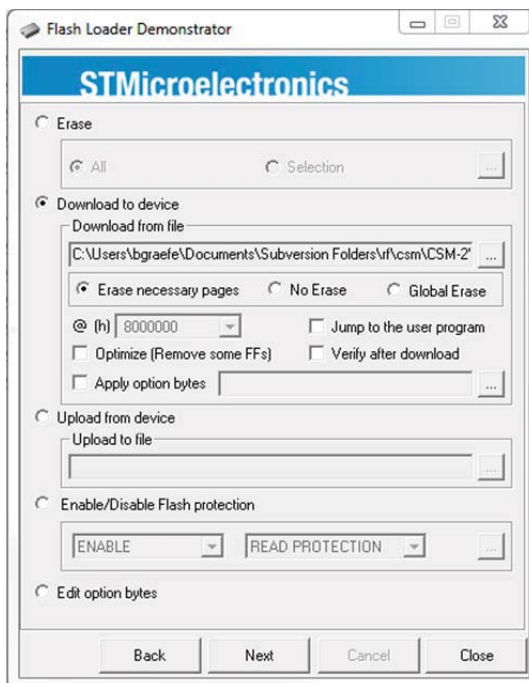 Flash Loader Demonstrator
STMicroelectronics
Erase
All Selection ...
Download to device
Download from file
C:\Users\bgraefe\Documents\Subversion Folders\rf\csm\CSM-2' ...
Erase necessary pages No Erase Global Erase
@ (h) 8000000 Jump to the user program
Optimize (Remove some FFs) Verify after download
Apply option bytes ...
Upload from device
Upload to file
...
Enable/Disable Flash protection
ENABLE READ PROTECTION ...
Edit option bytes
Back Next Cancel Close